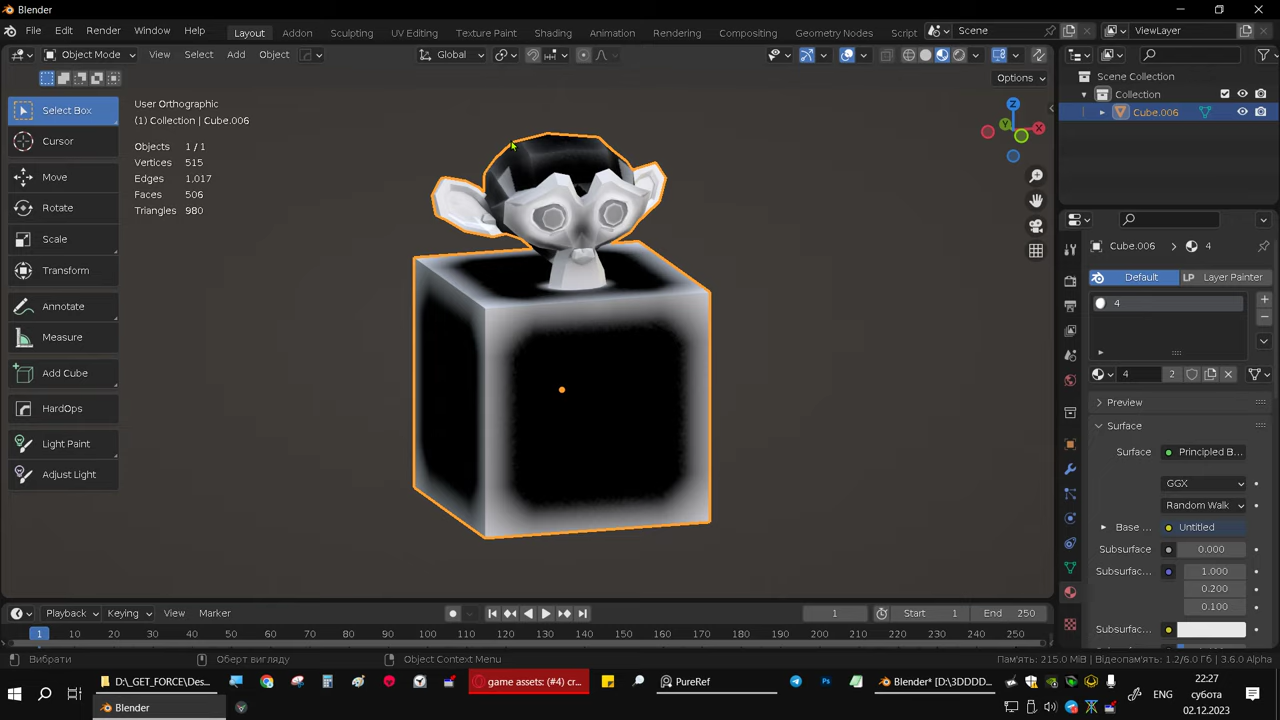 Blender
File Edit Render Window Help Layout Addon Sculpting UV Editing Texture Paint Shading Animation Rendering Compositing Geometry Nodes Script Scene ViewLayer
Object Mode View Select Add Object Global
Options
Select Box
Cursor
Move
Rotate
Scale
Transform
Annotate
Measure
Add Cube
HardOps
Light Paint
Adjust Light
User Orthographic
(1) Collection | Cube.006
Objects 1 / 1
Vertices 515
Edges 1,017
Faces 506
Triangles 980
Z
Y
X
Scene Collection
Collection
Cube.006
Cube.006 4
Default LP Layer Painter
4
4 2
Preview
Surface
Surface Principled B...
GGX
Random Walk
Base ... Untitled
Subsurface 0.000
Subsurfac... 1.000
0.200
0.100
Subsurfac...
Playback Keying View Marker 1 Start 1 End 250
1 10 20 30 40 50 60 70 80 90 100 110 120 130 140 150 160 170 180 190 200 210 220 230 240 250
Вибрати Оберт вигляду Object Context Menu Пам'ять: 215.0 MiB | Відеопам: 1.2/6.0 Гб | 3.6.0 Alpha
D:\_GET_FORCE\Des... game assets: (#4) cr... PureRef Ps Blender* [D:\3DDDD...
Blender
ENG
22:27
субота
02.12.2023